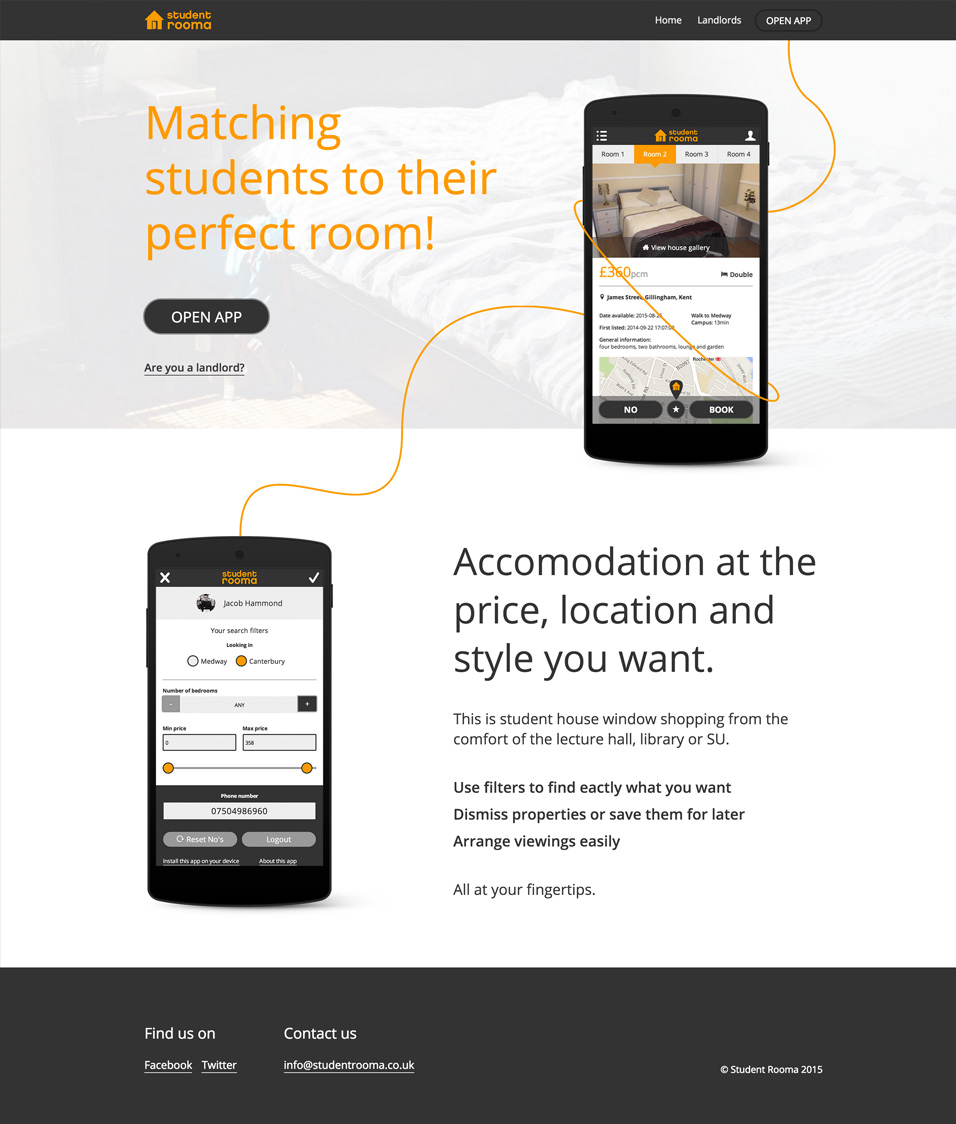 student
rooma
Home
Landlords
OPEN APP
Matching
students to their
perfect room!
OPEN APP
Are you a landlord?
student
rooma
Room 1
Room 2
Room 3
Room 4
View house gallery
£360pcm
Double
James Street, Gillingham, Kent
Date available: 2015-08-25
Walk to Medway
Campus: 13min
First listed: 2014-09-22 17:07:00
General information:
four bedrooms, two bathrooms, lounge and garden
NO
BOOK
student
rooma
Jacob Hammond
Your search filters
Looking in
Medway
Canterbury
Number of bedrooms
-
ANY
+
Min price
Max price
0
358
Phone number
07504986960
Reset No's
Logout
Install this app on your device
About this app
Accomodation at the
price, location and
style you want.
This is student house window shopping from the
comfort of the lecture hall, library or SU.
Use filters to find eactly what you want
Dismiss properties or save them for later
Arrange viewings easily
All at your fingertips.
Find us on
Contact us
Facebook
Twitter
info@studentrooma.co.uk
© Student Rooma 2015